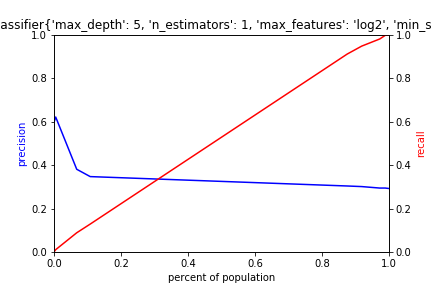 assifier{'max_depth': 5, 'n_estimators': 1, 'max_features': 'log2', 'min_s
1.0
0.8
0.6
0.4
0.2
0.0
precision
0.0 0.2 0.4 0.6 0.8 1.0
percent of population
1.0
0.8
0.6
0.4
0.2
0.0
recall